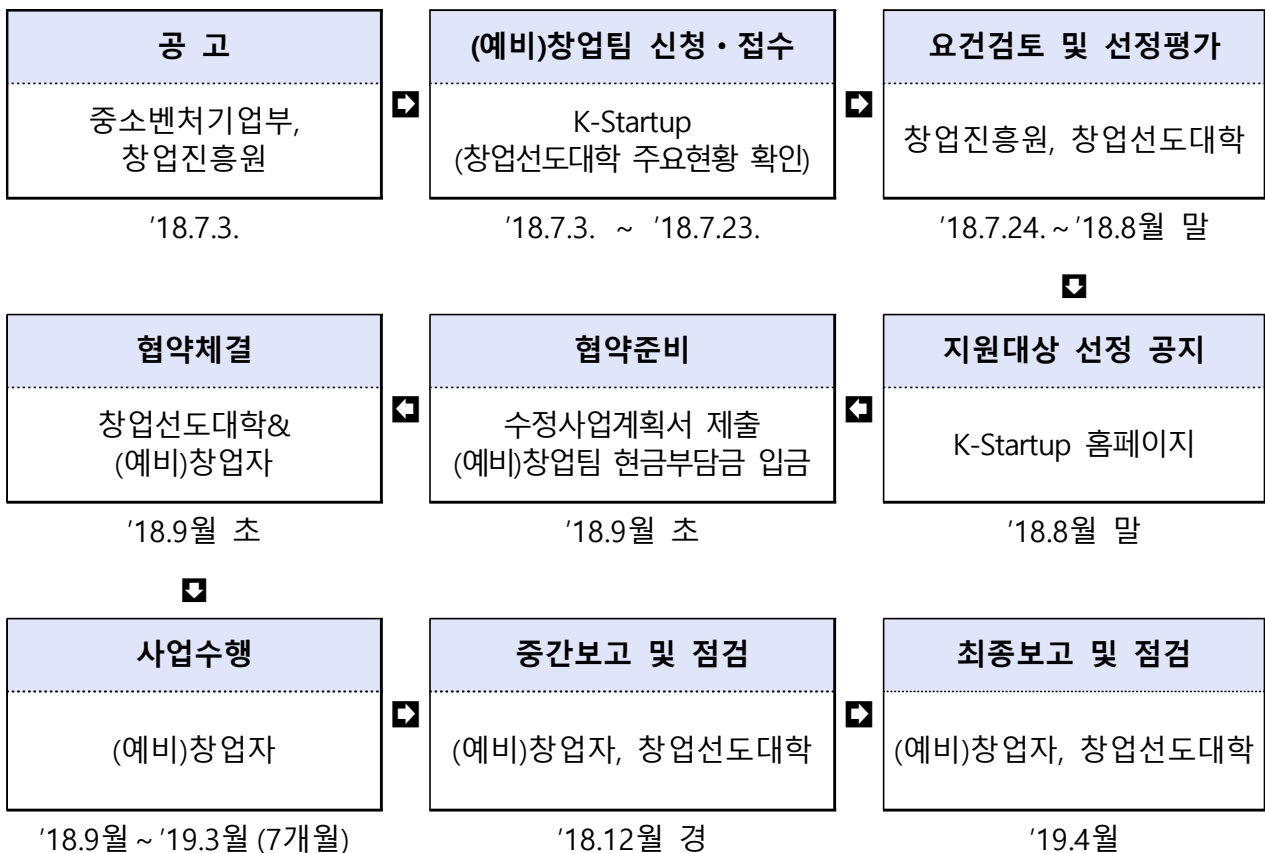 공 고
중소벤처기업부,
창업진흥원
'18.7.3.
(예비)창업팀 신청・접수
K-Startup
(창업선도대학 주요현황 확인)
'18.7.3. ~ '18.7.23.
요건검토 및 선정평가
창업진흥원, 창업선도대학
'18.7.24. ~ '18.8월 말
지원대상 선정 공지
K-Startup 홈페이지
'18.8월 말
협약준비
수정사업계획서 제출
(예비)창업팀 현금부담금 입금
'18.9월 초
협약체결
창업선도대학&
(예비)창업자
'18.9월 초
사업수행
(예비)창업자
'18.9월 ~ '19.3월 (7개월)
중간보고 및 점검
(예비)창업자, 창업선도대학
'18.12월 경
최종보고 및 점검
(예비)창업자, 창업선도대학
'19.4월